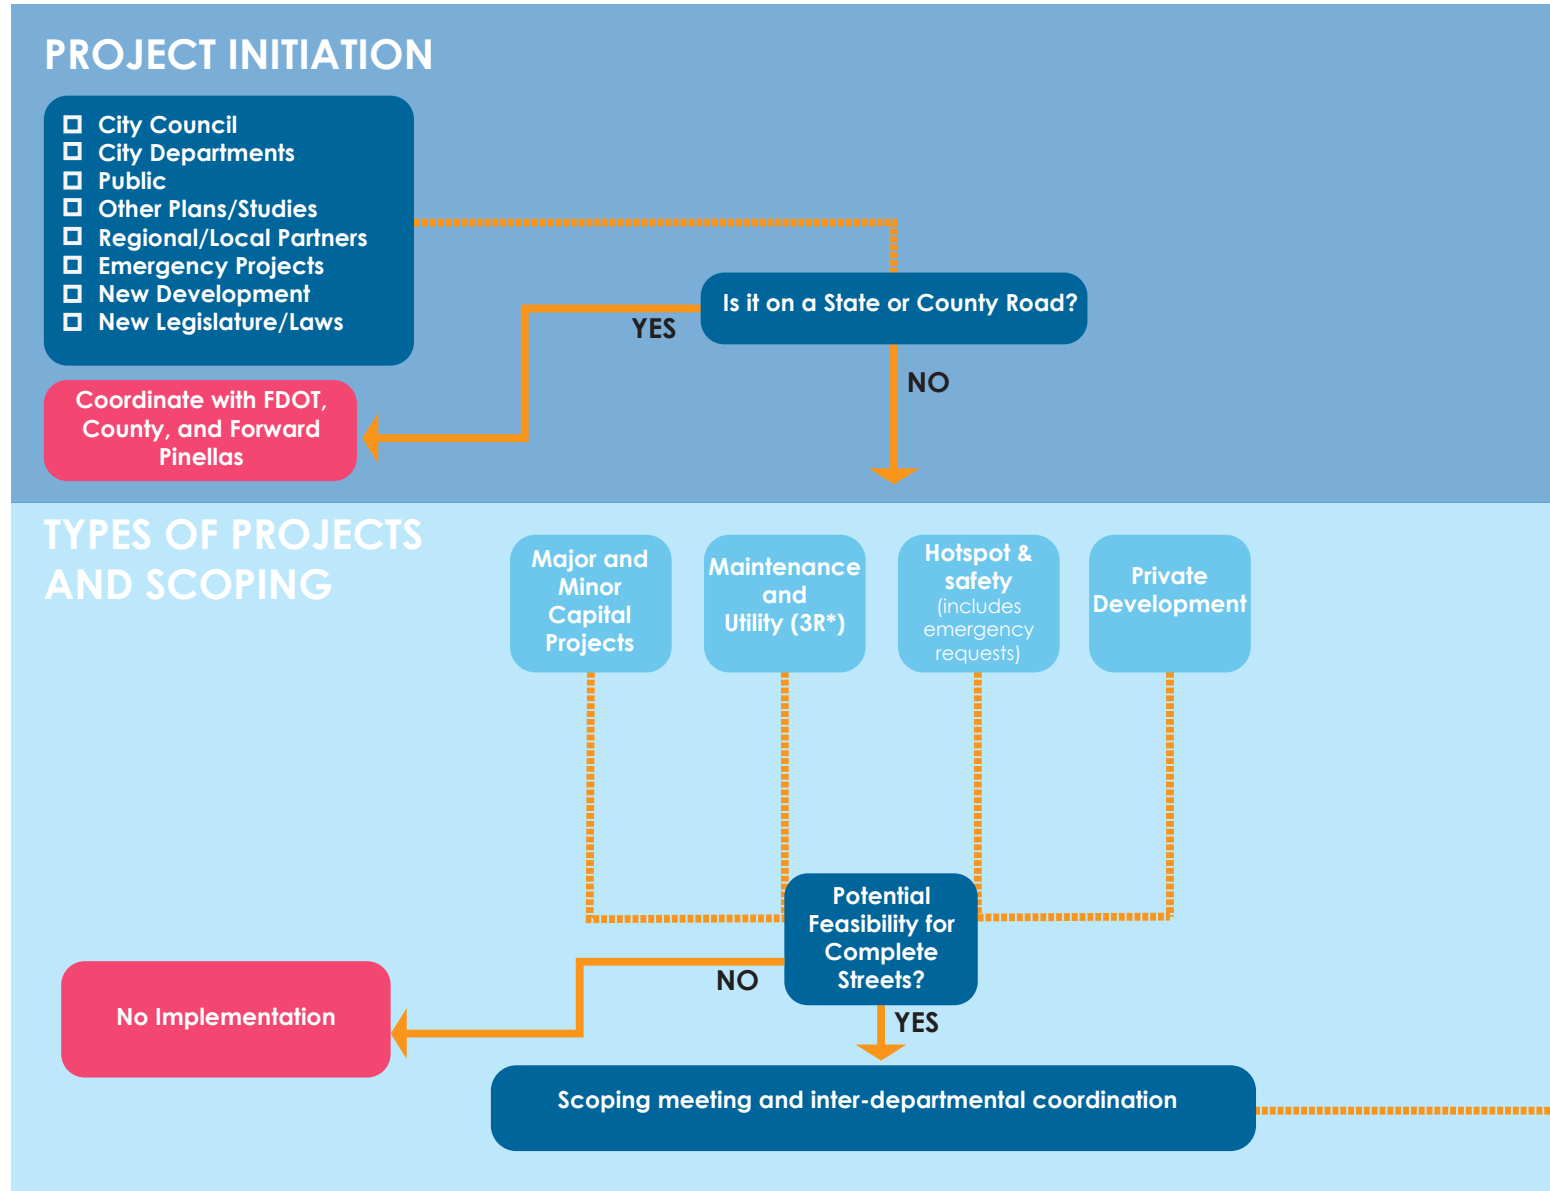 PROJECT INITIATION
City Council
City Departments
Public
Other Plans/Studies
Regional/Local Partners
Emergency Projects
New Development
New Legislature/Laws
Is it on a State or County Road?
YES
NO
Coordinate with FDOT,
County, and Forward
Pinellas
TYPES OF PROJECTS
AND SCOPING
Major and
Minor
Capital
Projects
Maintenance
and
Utility (3R*)
Hotspot &
safety
(includes
emergency
requests)
Private
Development
Potential
Feasibility for
Complete
Streets?
NO
YES
No Implementation
Scoping meeting and inter-departmental coordination